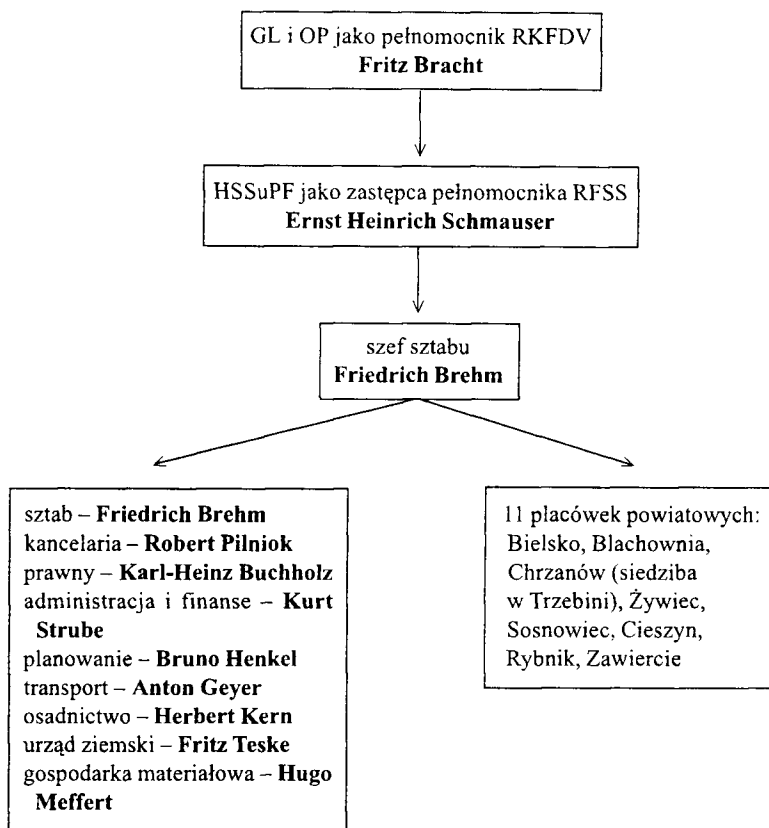 GL i OP jako pełnomocnik RKFDV
Fritz Bracht
HSSuPF jako zastępca pełnomocnika RFSS
Ernst Heinrich Schmauser
szef sztabu
Friedrich Brehm
sztab – Friedrich Brehm
kancelaria – Robert Pilniok
prawny – Karl-Heinz Buchholz
administracja i finanse – Kurt
Strube
planowanie – Bruno Henkel
transport – Anton Geyer
osadnictwo – Herbert Kern
urząd ziemski – Fritz Teske
gospodarka materiałowa – Hugo
Meffert
11 placówek powiatowych:
Bielsko, Blachownia,
Chrzanów (siedziba
w Trzebini), Żywiec,
Sosnowiec, Cieszyn,
Rybnik, Zawiercie